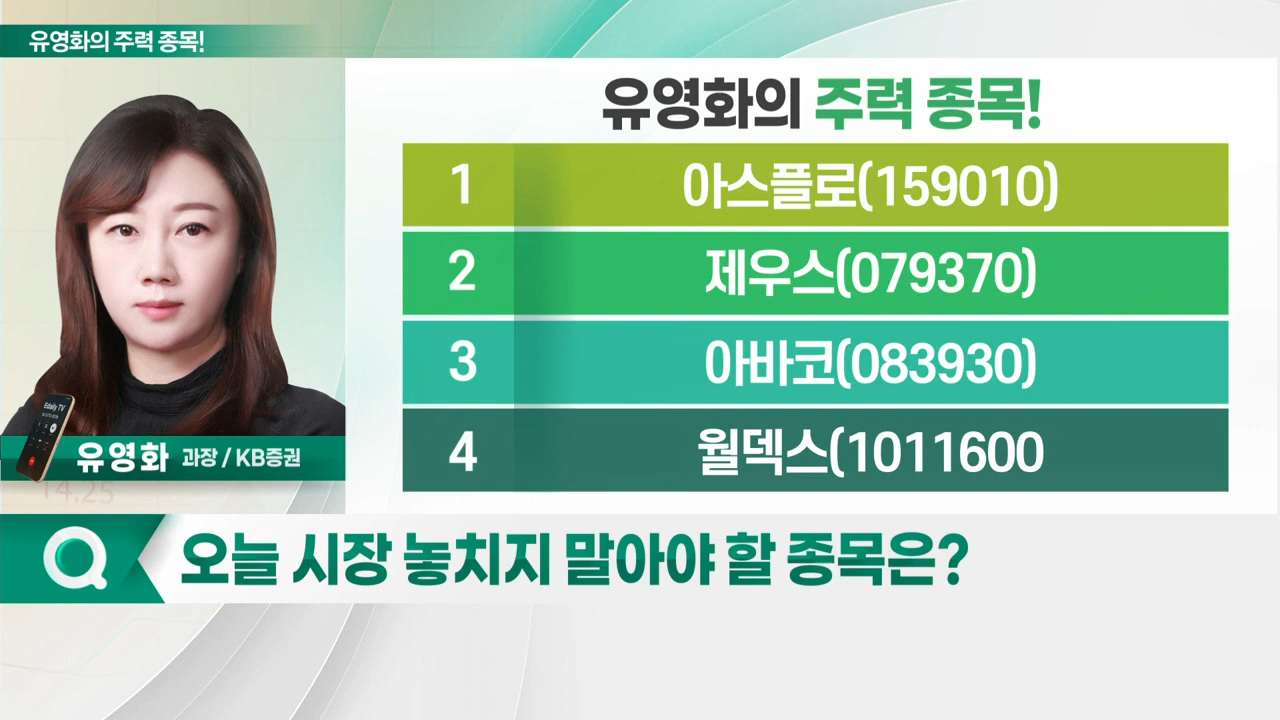 유영화의 주력 종목!
유영화의 주력 종목!
1 아스플로(159010)
2 제우스(079370)
3 아바코(083930)
4 월덱스(1011600
Edaily TV
유영화 과장 / KB증권
14.25
오늘 시장 놓치지 말아야 할 종목은?